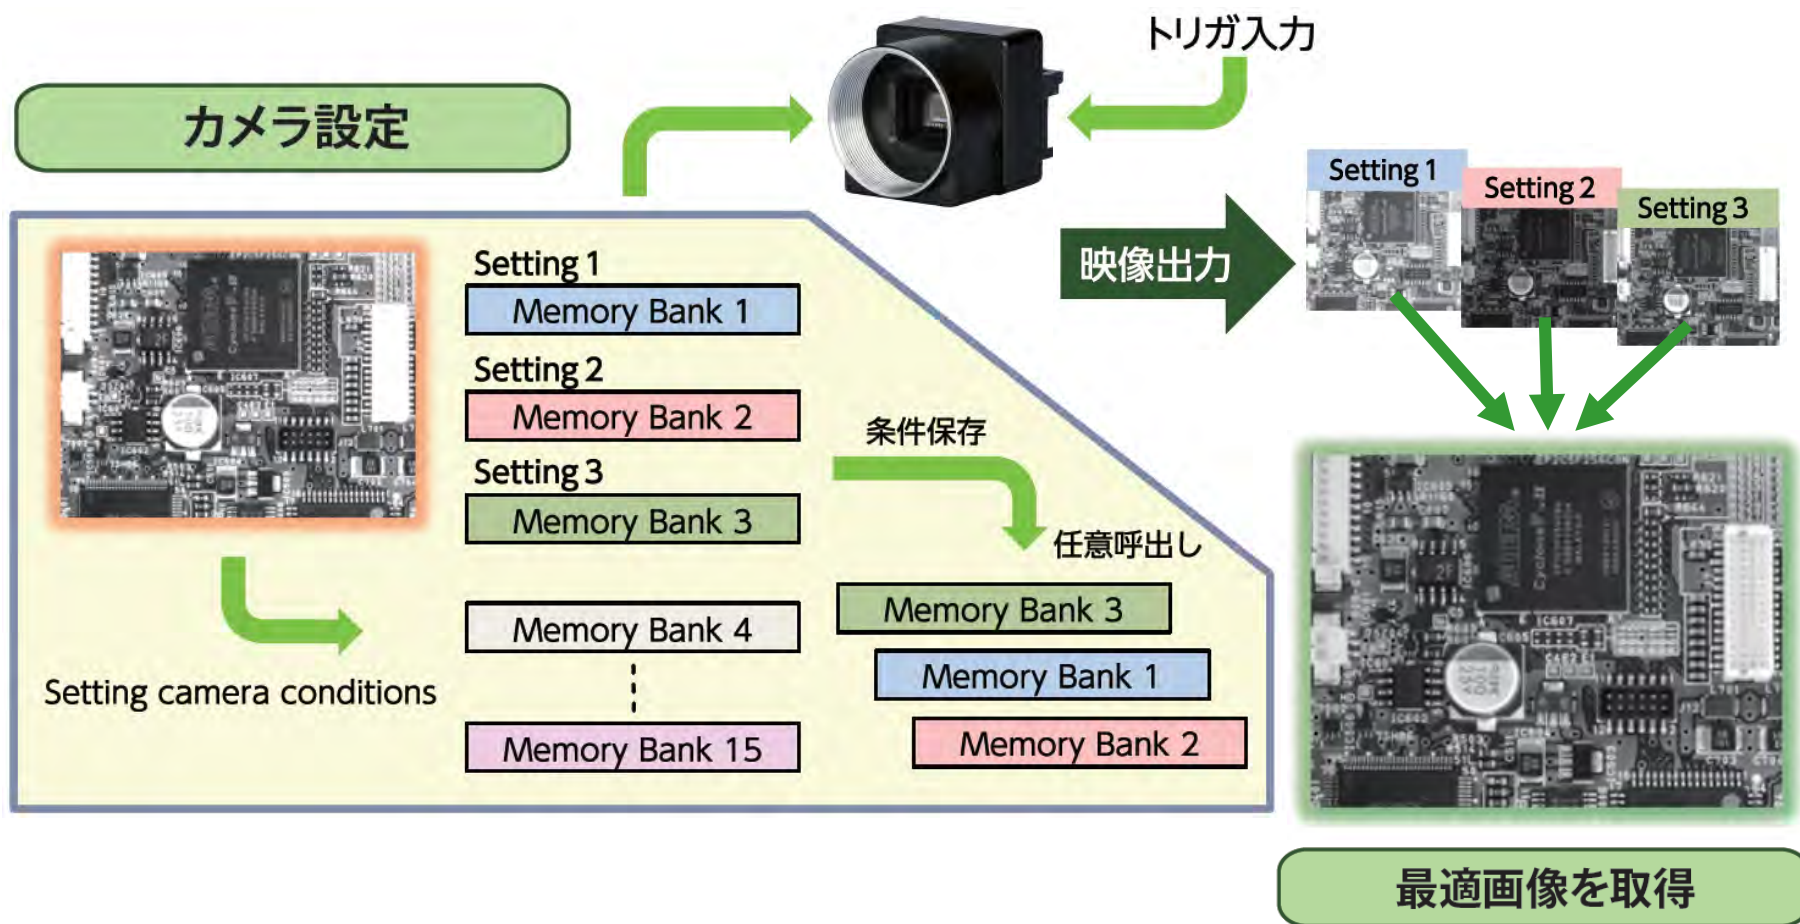 トリガ入力
カメラ設定
Setting 1
Setting 2
Setting 3
映像出力
Setting 1
Memory Bank 1
Setting 2
Memory Bank 2
Setting 3
Memory Bank 3
Memory Bank 4
Memory Bank 15
Setting camera conditions
条件保存
任意呼出し
Memory Bank 3
Memory Bank 1
Memory Bank 2
最適画像を取得